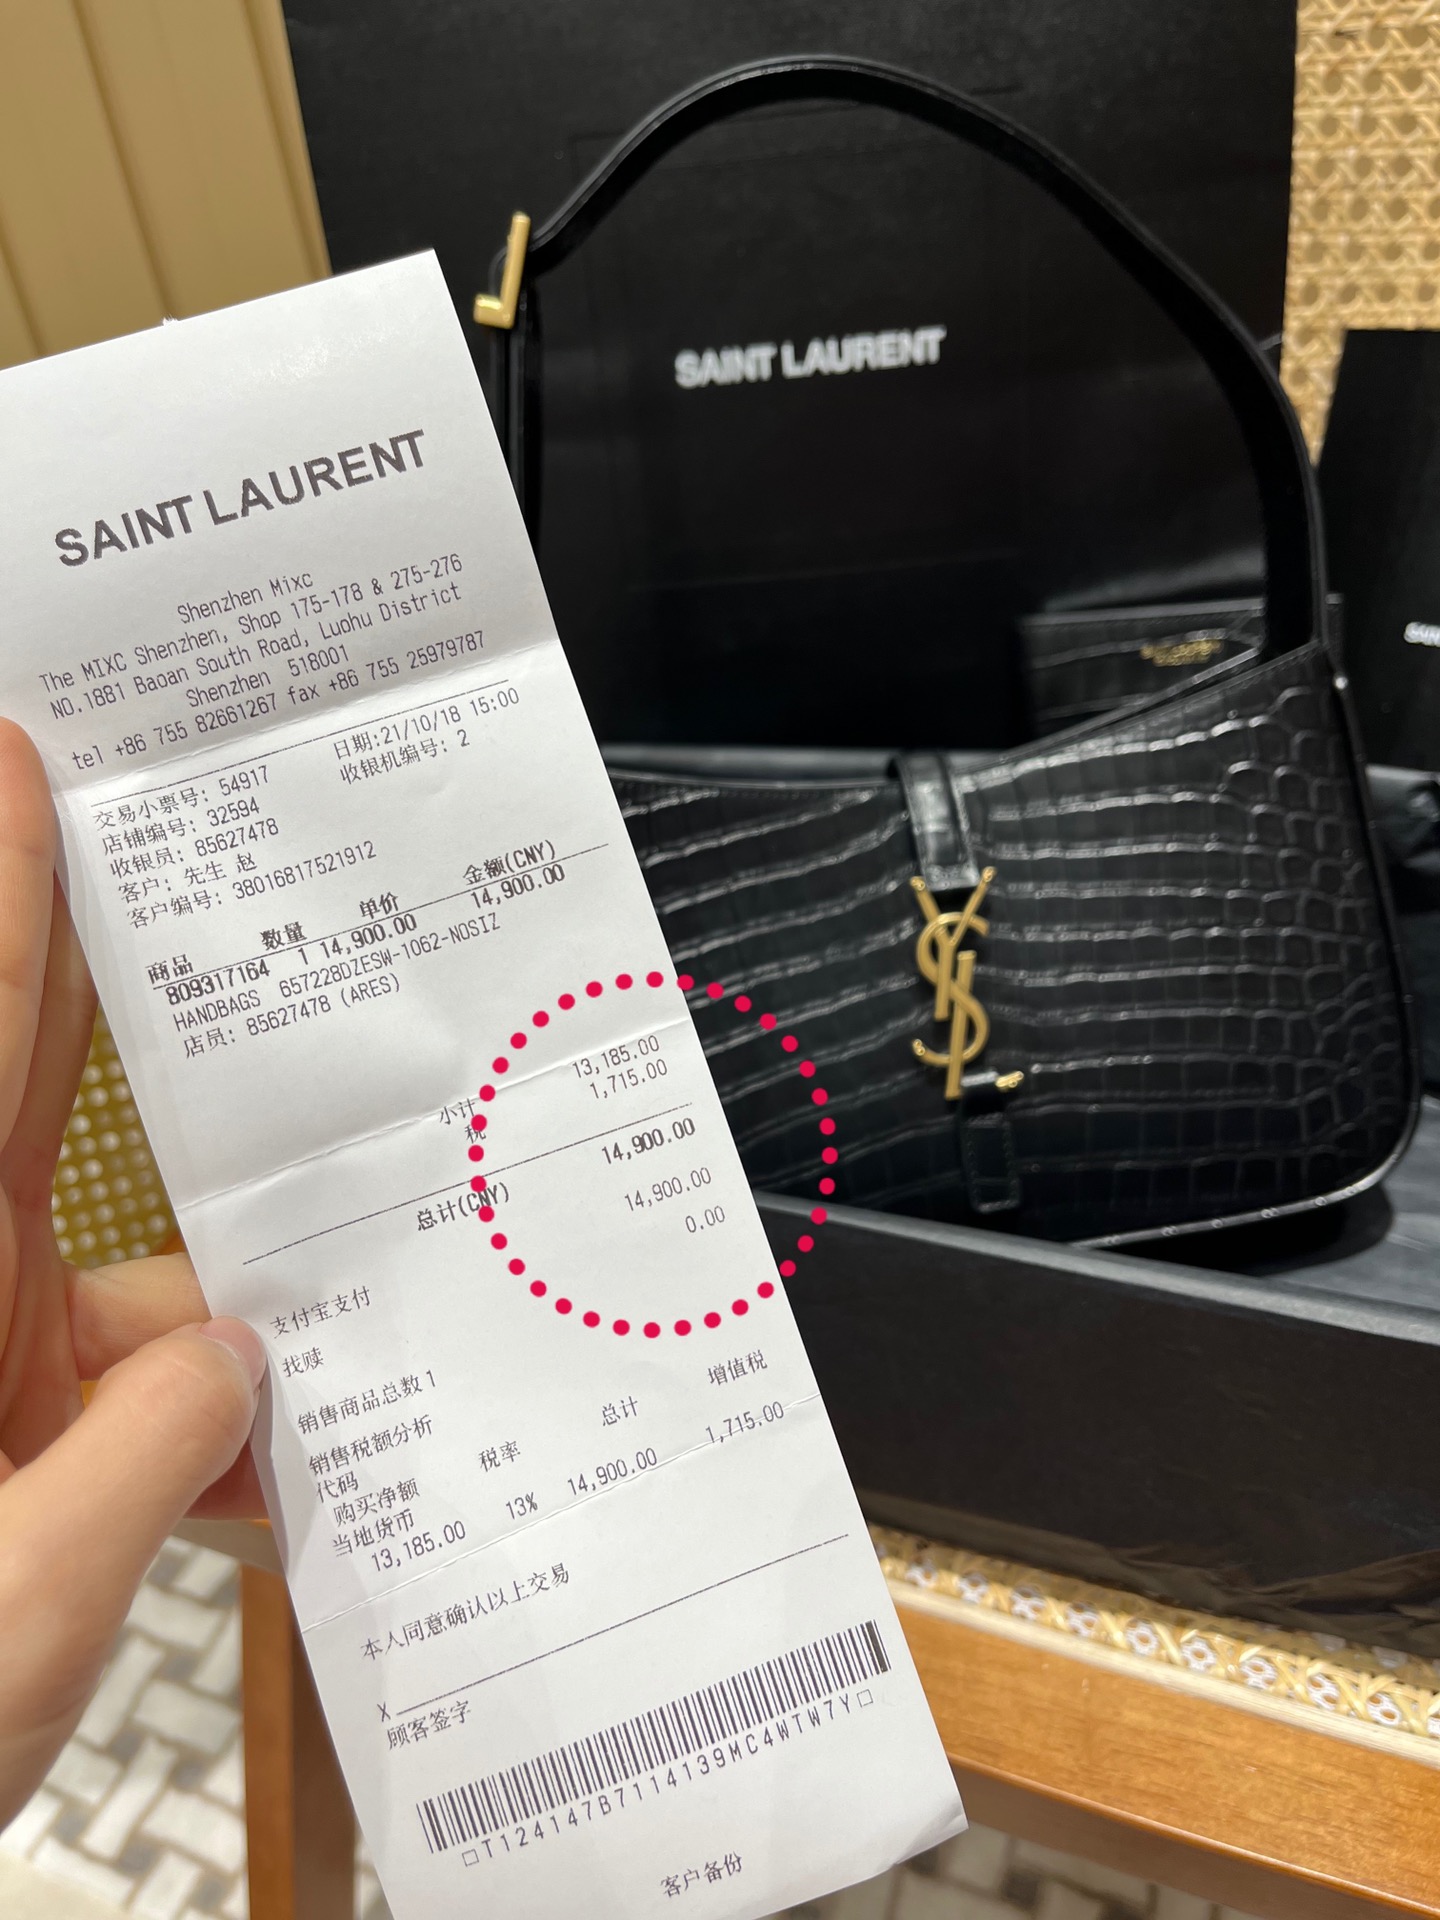 SAINT LAURENT
SAINT LAURENT
Shenzhen Mixc
The MIXC Shenzhen, Shop 175-178 & 275-276
NO.1881 Baoan South Road, Luohu District
Shenzhen 518001
tel +86 755 82661267 fax +86 755 25979787
交易小票号: 54917 日期:21/10/18 15:00
店铺编号: 32594 收银机编号: 2
收银员: 85627478
客户: 先生 赵
客户编号: 38016817521912
商品 数量 单价 金额(CNY)
809317164 1 14,900.00 14,900.00
HANDBAGS 657228DZESW-1062-NOSIZ
店员: 85627478 (ARES)
小计 13,185.00
税 1,715.00
总计(CNY) 14,900.00
支付宝支付 14,900.00
找赎 0.00
销售商品总数 1
销售税额分析
代码 税率 总计 增值税
购买净额
当地货币
13,185.00 13% 14,900.00 1,715.00
本人同意确认以上交易
X
顾客签字
□T124147B7114139MC4WTW7Y□
客户备份